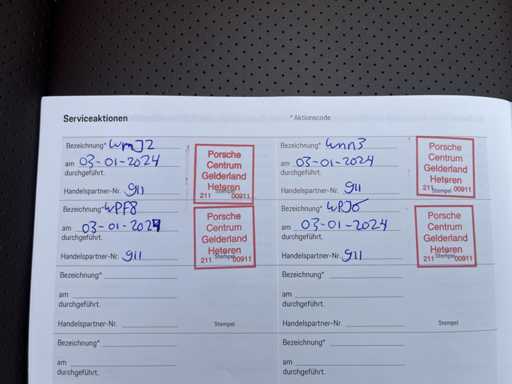 Serviceaktionen
* Aktionscode
Bezeichnung* WMJ2
am 03-01-2024
durchgeführt.
Handelspartner-Nr. 911
Stempel
Porsche
Centrum
Gelderland
Heteren
211 00911
Bezeichnung* WNN3
am 03-01-2024
durchgeführt.
Handelspartner-Nr. 911
Stempel
Porsche
Centrum
Gelderland
Heteren
211 00911
Bezeichnung* WPF8
am 03-01-2024
durchgeführt.
Handelspartner-Nr. 911
Stempel
Porsche
Centrum
Gelderland
Heteren
211 00911
Bezeichnung*
am 03-01-2024
durchgeführt.
Handelspartner-Nr. 911
Stempel
Porsche
Centrum
Gelderland
Heteren
211 00911
Bezeichnung*
am
durchgeführt.
Handelspartner-Nr.
Stempel
Bezeichnung*
am
durchgeführt.
Handelspartner-Nr.
Stempel
Bezeichnung*
am
durchgeführt.
Bezeichnung*
am
durchgeführt.